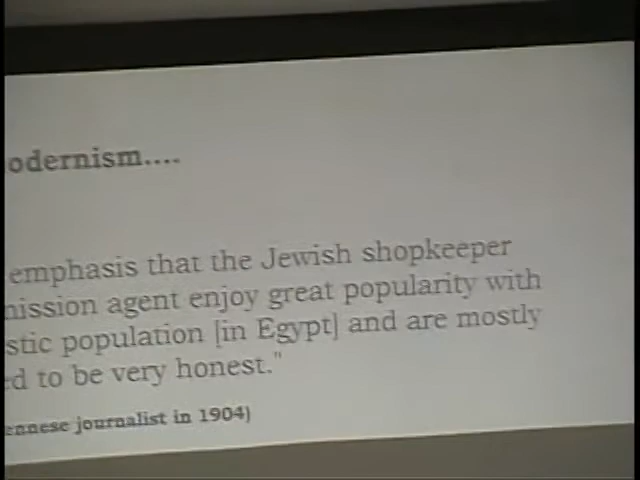 odernism....
emphasis that the Jewish shopkeeper
mission agent enjoy great popularity with
stic population [in Egypt] and are mostly
d to be very honest."
ennese journalist in 1904)